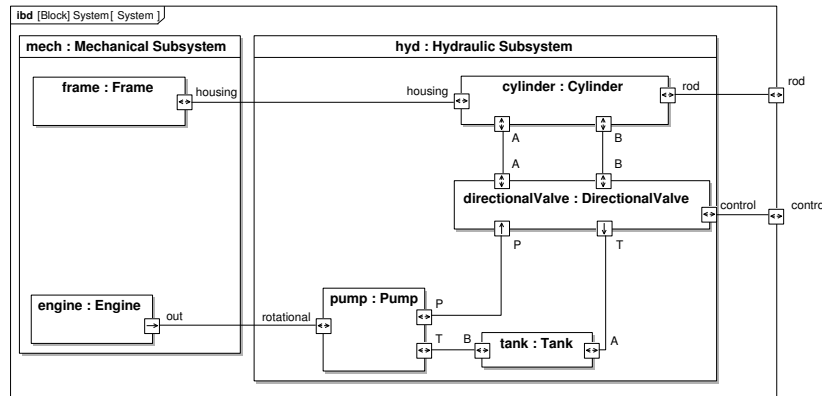 ibd [Block] System[ System ]
mech : Mechanical Subsystem
hyd : Hydraulic Subsystem
frame : Frame
housing
housing
cylinder : Cylinder
rod
rod
A
B
A
B
directionalValve : DirectionalValve
control
control
P
T
engine : Engine
out
rotational
pump : Pump
P
T
B
tank : Tank
A